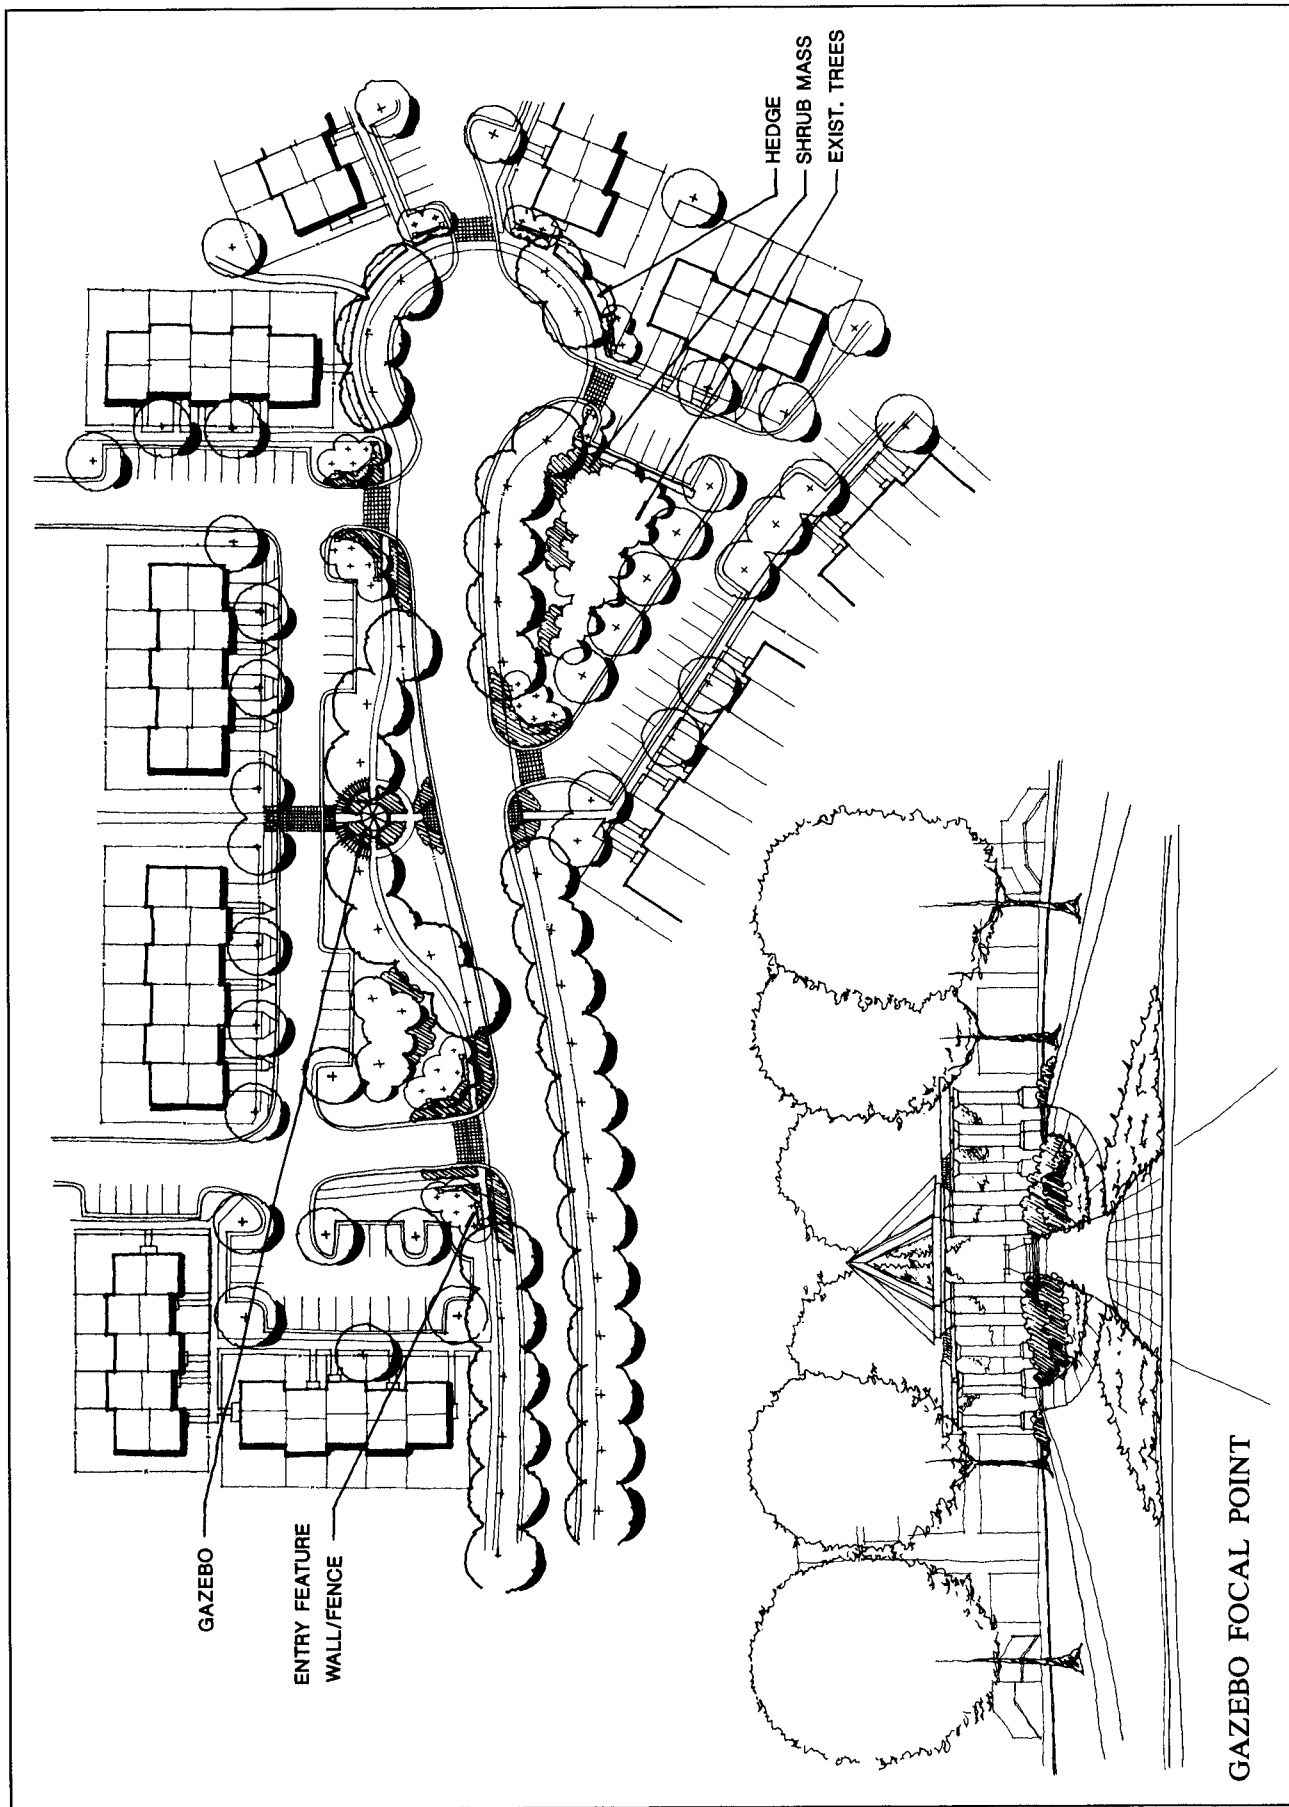 GAZEBO
ENTRY FEATURE
WALL/FENCE
HEDGE
SHRUB MASS
EXIST. TREES
GAZEBO FOCAL POINT